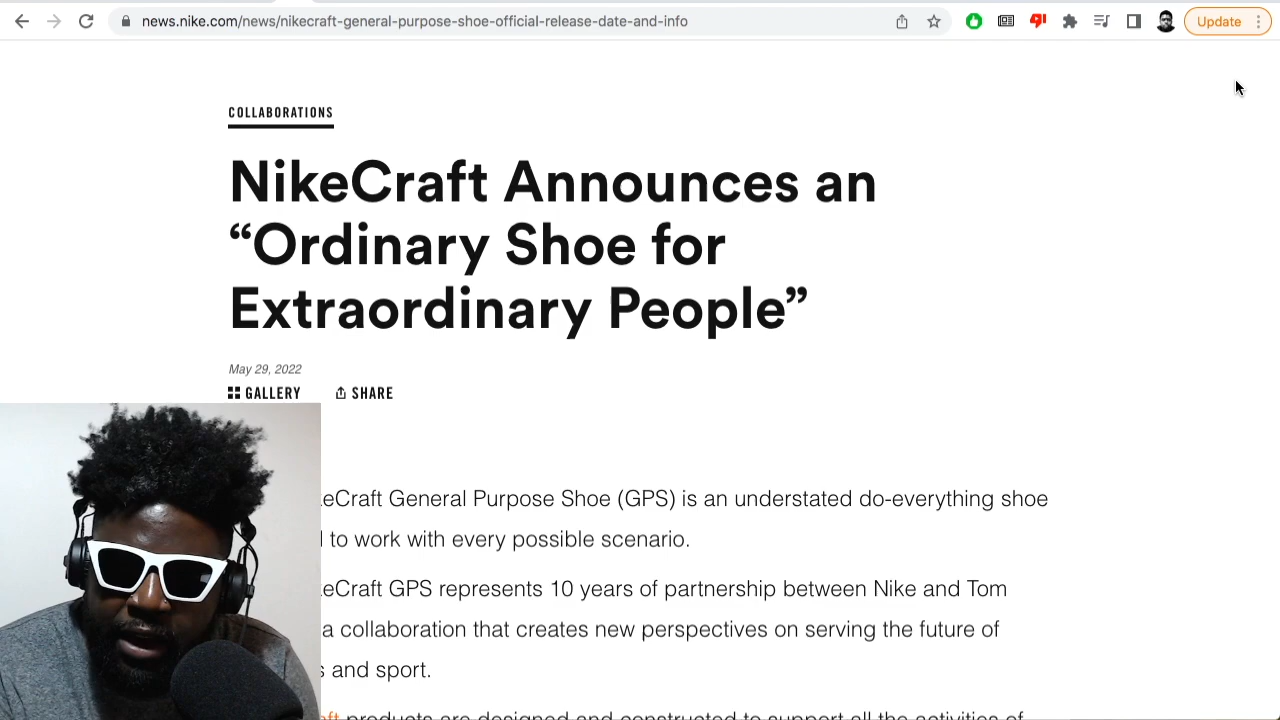 news.nike.com/news/nikecraft-general-purpose-shoe-official-release-date-and-info
Update
COLLABORATIONS
NikeCraft Announces an
“Ordinary Shoe for
Extraordinary People”
May 29, 2022
GALLERY
SHARE
General Purpose Shoe (GPS) is an understated do-everything shoe
to work with every possible scenario.
GPS represents 10 years of partnership between Nike and Tom
a collaboration that creates new perspectives on serving the future of
and sport.
products are designed and constructed to support all the activities of